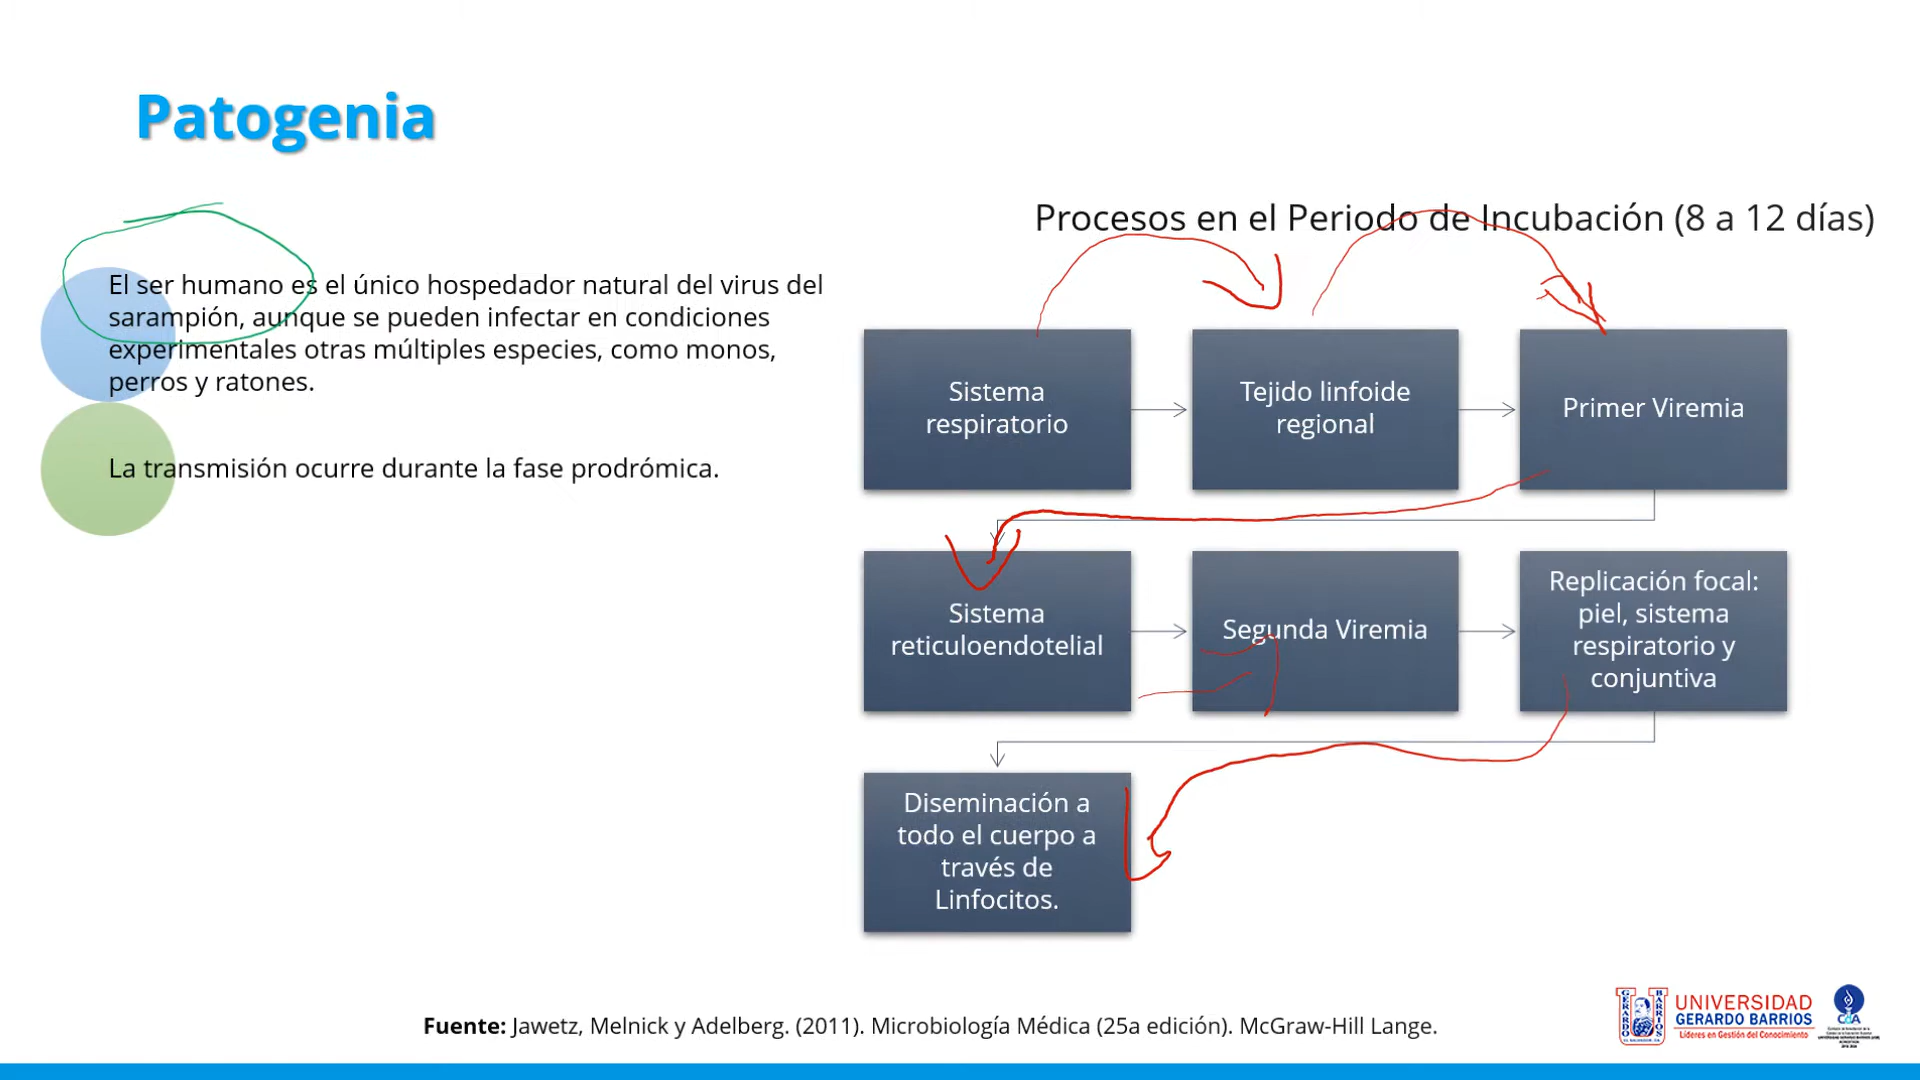 Patogenia
El ser humano es el único hospedador natural del virus del
sarampión, aunque se pueden infectar en condiciones
experimentales otras múltiples especies, como monos,
perros y ratones.
La transmisión ocurre durante la fase prodrómica.
Procesos en el Periodo de Incubación (8 a 12 días)
Sistema
respiratorio
Tejido linfoide
regional
Primer Viremia
Sistema
reticuloendotelial
Segunda Viremia
Replicación focal:
piel, sistema
respiratorio y
conjuntiva
Diseminación a
todo el cuerpo a
través de
Linfocitos.
Fuente: Jawetz, Melnick y Adelberg. (2011). Microbiología Médica (25a edición). McGraw-Hill Lange.
GERARDO
BARRIOS
UNIVERSIDAD
GERARDO BARRIOS
Líderes en Gestión del Conocimiento